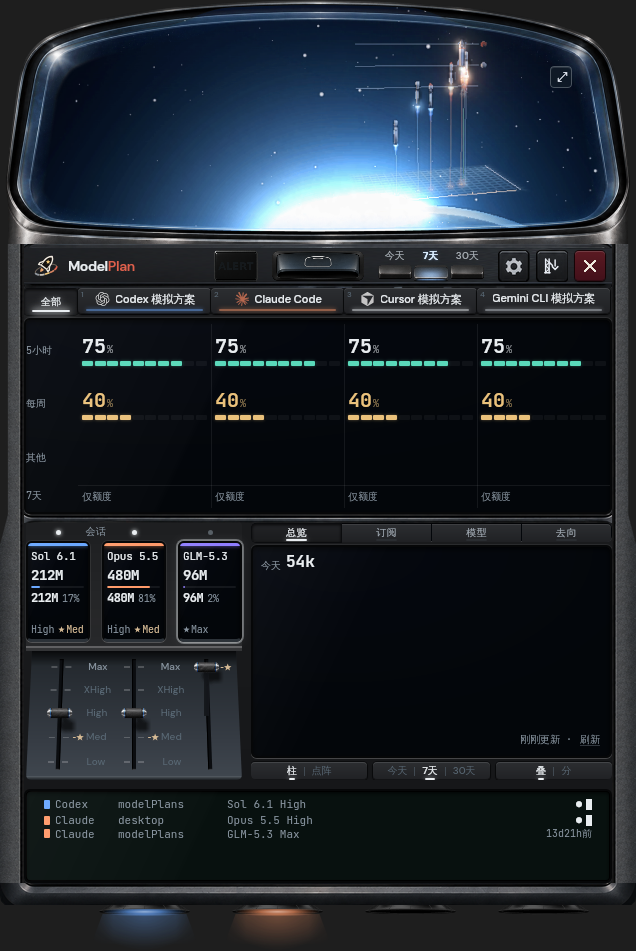 今天 7天 30天
ALERT
ModelPlan
全部 1 Codex 模拟方案 2 Claude Code 3 Cursor 模拟方案 4 Gemini CLI 模拟方案
5小时 75% 75% 75% 75%
每周 40% 40% 40% 40%
其他
7天 仅额度 仅额度 仅额度 仅额度
会话
总览 订阅 模型 去向
Sol 6.1 Opus 5.5 GLM-5.3
212M 480M 96M
212M 17% 480M 81% 96M 2%
High ★Med High ★Med ★Max
今天 54k
Max Max ★
XHigh XHigh
High High
★ Med ★ Med
Low Low
刚刚更新 · 刷新
柱 | 点阵 今天 | 7天 | 30天 叠 | 分
Codex modelPlans Sol 6.1 High
Claude desktop Opus 5.5 High
Claude modelPlans GLM-5.3 Max 13d21h前